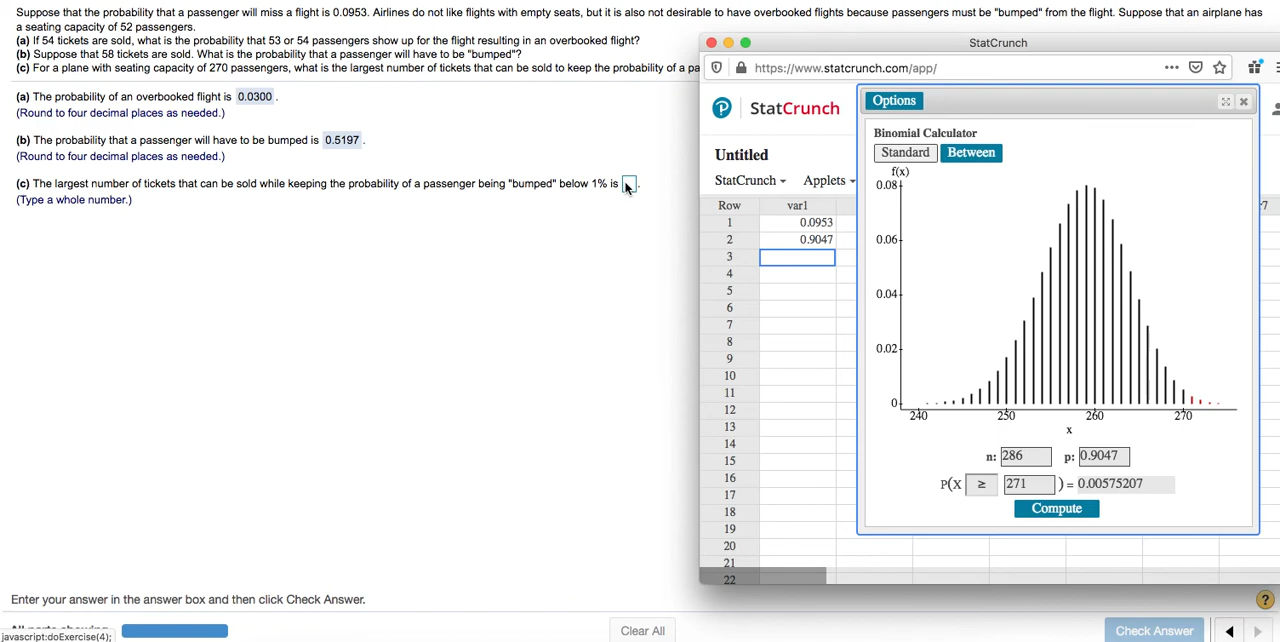 Suppose that the probability that a passenger will miss a flight is 0.0953. Airlines do not like flights with empty seats, but it is also not desirable to have overbooked flights because passengers must be "bumped" from the flight. Suppose that an airplane has
a seating capacity of 52 passengers.
(a) If 54 tickets are sold, what is the probability that 53 or 54 passengers show up for the flight resulting in an overbooked flight?
(b) Suppose that 58 tickets are sold. What is the probability that a passenger will have to be "bumped"?
(c) For a plane with seating capacity of 270 passengers, what is the largest number of tickets that can be sold to keep the probability of a pa
(a) The probability of an overbooked flight is 0.0300 .
(Round to four decimal places as needed.)
(b) The probability that a passenger will have to be bumped is 0.5197 .
(Round to four decimal places as needed.)
(c) The largest number of tickets that can be sold while keeping the probability of a passenger being "bumped" below 1% is .
(Type a whole number.)
Enter your answer in the answer box and then click Check Answer.
javascript:doExercise(4);
Clear All
Check Answer
?
StatCrunch
https://www.statcrunch.com/app/
P StatCrunch
Untitled
StatCrunch Applets
Row var1
r7
1 0.0953
2 0.9047
3
4
5
6
7
8
9
10
11
12
13
14
15
16
17
18
19
20
21
22
Options
Binomial Calculator
Standard Between
f(x)
0.08
0.06
0.04
0.02
0
240 250 260 270
x
n: 286 p: 0.9047
P(X ≥ 271 ) = 0.00575207
Compute